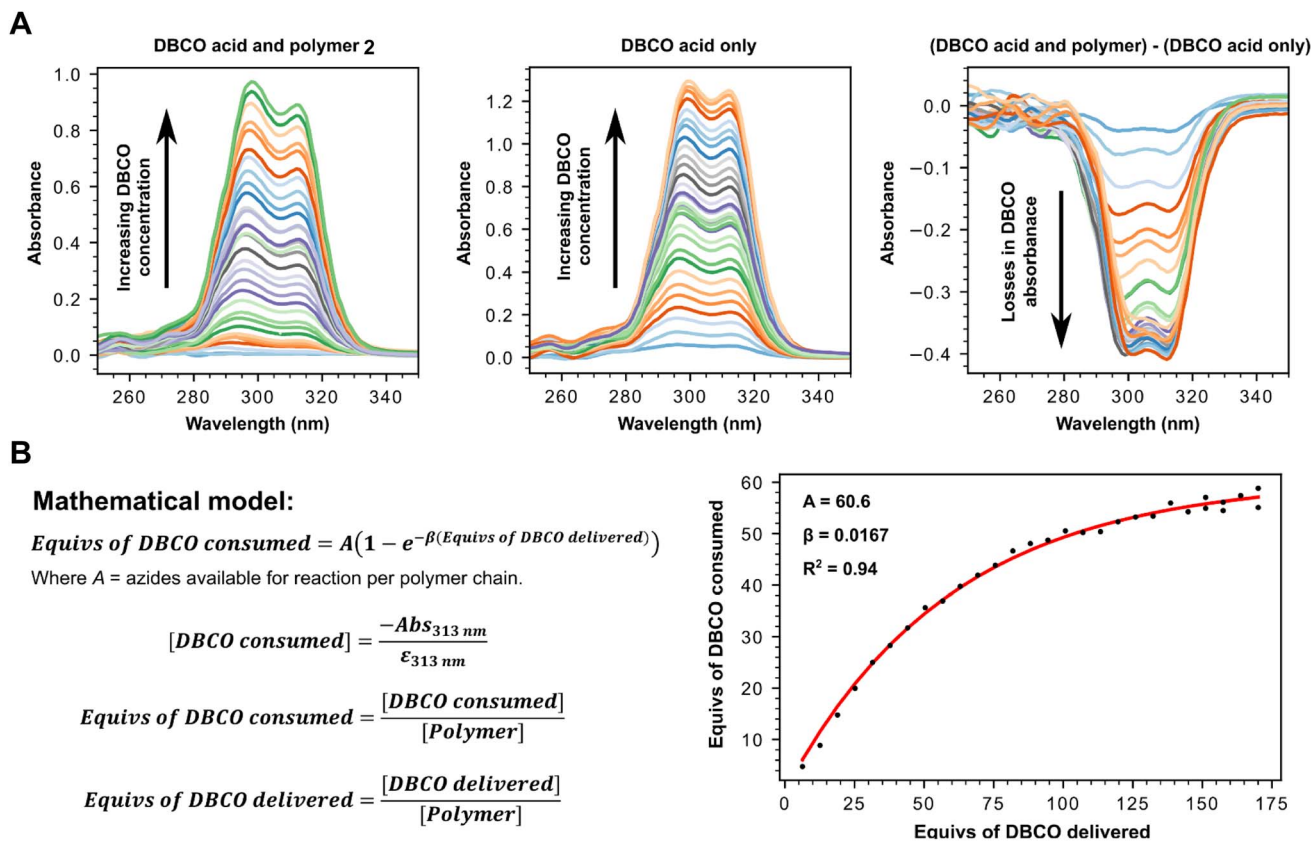 A
DBCO acid and polymer 2
DBCO acid only
(DBCO acid and polymer) - (DBCO acid only)
Absorbance
1.0
0.8
0.6
0.4
0.2
0.0
Increasing DBCO
concentration
260 280 300 320 340
Wavelength (nm)
Absorbance
1.2
1.0
0.8
0.6
0.4
0.2
0.0
Increasing DBCO
concentration
260 280 300 320 340
Wavelength (nm)
Absorbance
0.0
−0.1
−0.2
−0.3
−0.4
Losses in DBCO
absorbance
260 280 300 320 340
Wavelength (nm)
B
Mathematical model:
Equivs of DBCO consumed = A(1 − e^{−β(Equivs of DBCO delivered)})
Where A = azides available for reaction per polymer chain.
[DBCO consumed] = −Abs₃₁₃ nm / ε₃₁₃ nm
Equivs of DBCO consumed = [DBCO consumed] / [Polymer]
Equivs of DBCO delivered = [DBCO delivered] / [Polymer]
Equivs of DBCO consumed
60
50
40
30
20
10
A = 60.6
β = 0.0167
R² = 0.94
0 25 50 75 100 125 150 175
Equivs of DBCO delivered